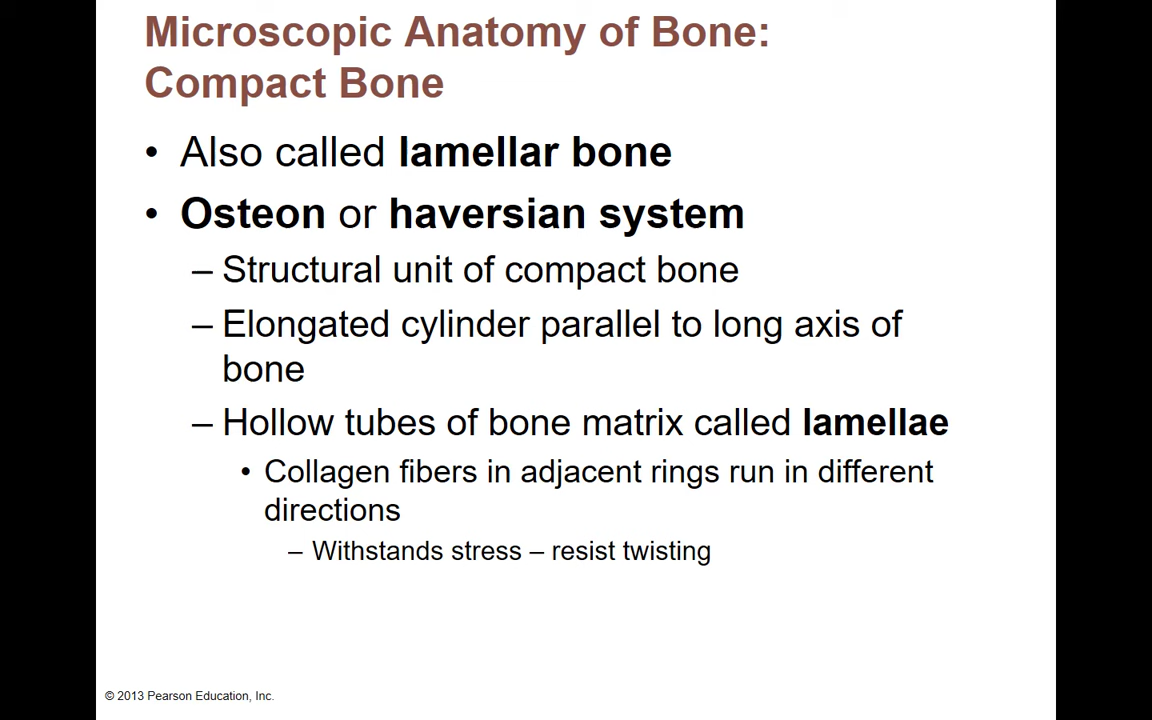 Microscopic Anatomy of Bone:
Compact Bone
• Also called lamellar bone
• Osteon or haversian system
– Structural unit of compact bone
– Elongated cylinder parallel to long axis of
bone
– Hollow tubes of bone matrix called lamellae
• Collagen fibers in adjacent rings run in different
directions
– Withstands stress – resist twisting
© 2013 Pearson Education, Inc.